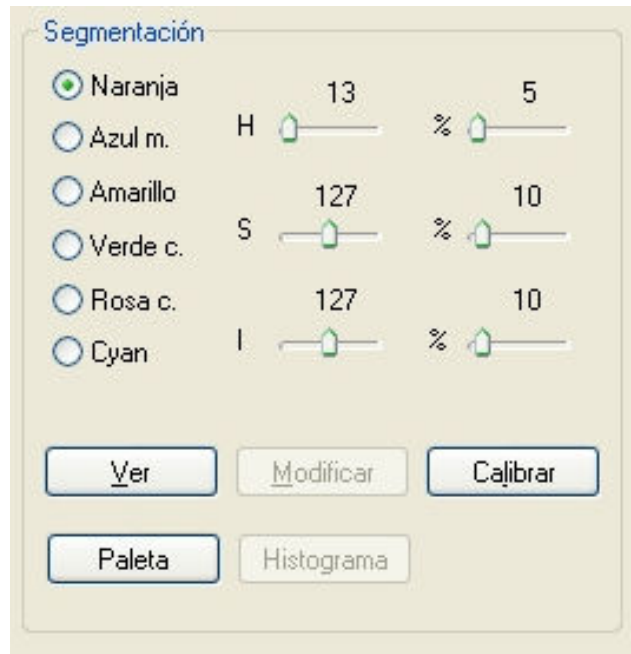 Segmentación
Naranja
Azul m.
Amarillo
Verde c.
Rosa c.
Cyan
13 5
H %
127 10
S %
127 10
I %
Ver Modificar Calibrar
Paleta Histograma